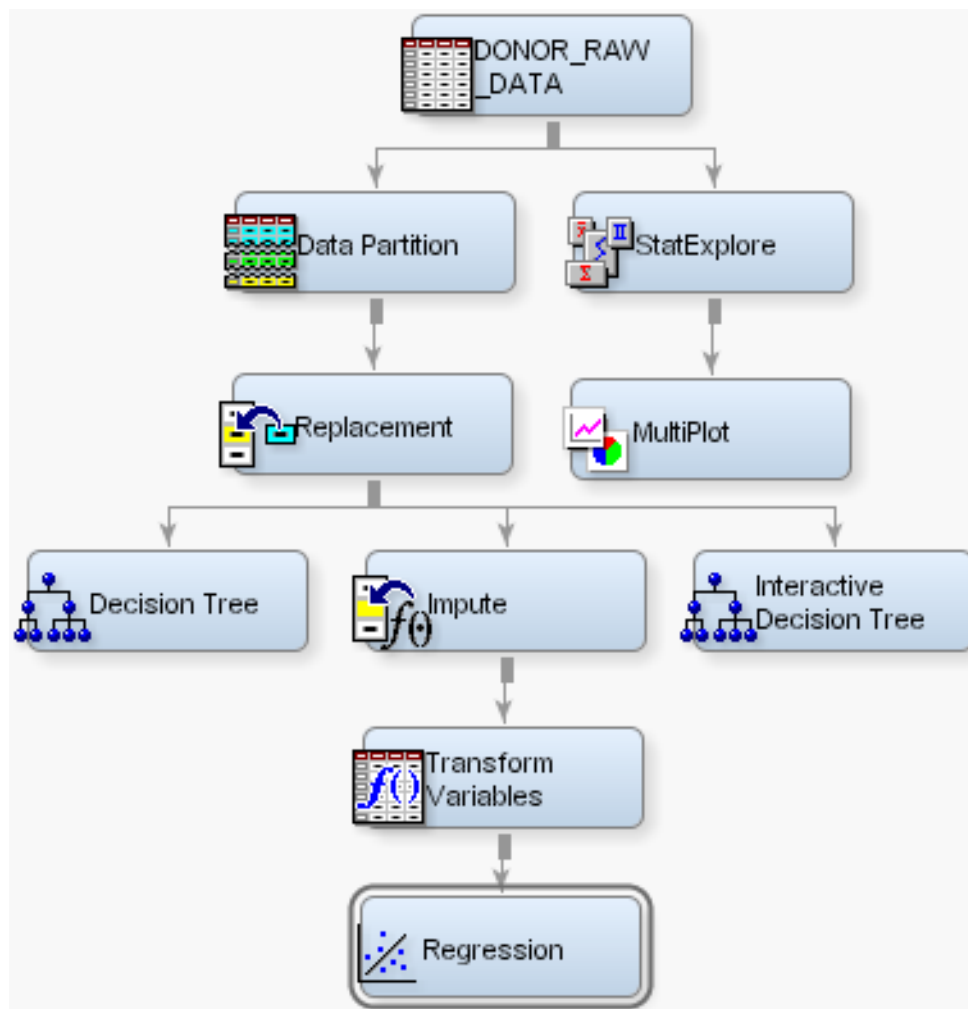 DONOR_RAW
_DATA
Data Partition
StatExplore
Replacement
MultiPlot
Decision Tree
Impute
Interactive
Decision Tree
Transform
Variables
Regression